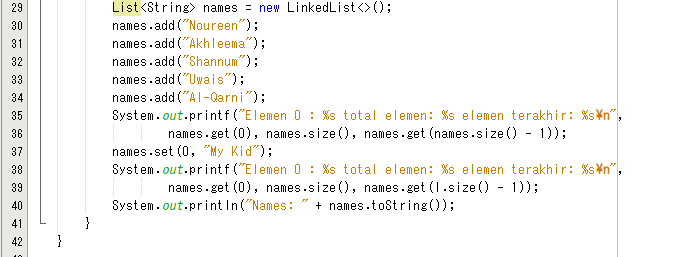 29 List<String> names = new LinkedList<>();
30 names.add("Noureen");
31 names.add("Akhleema");
32 names.add("Shannum");
33 names.add("Uwais");
34 names.add("Al-Qarni");
35 System.out.printf("Elemen 0 : %s total elemen: %s elemen terakhir: %s¥n",
36 names.get(0), names.size(), names.get(names.size() - 1));
37 names.set(0, "My Kid");
38 System.out.printf("Elemen 0 : %s total elemen: %s elemen terakhir: %s¥n",
39 names.get(0), names.size(), names.get(l.size() - 1));
40 System.out.println("Names: " + names.toString());
41 }
42 }